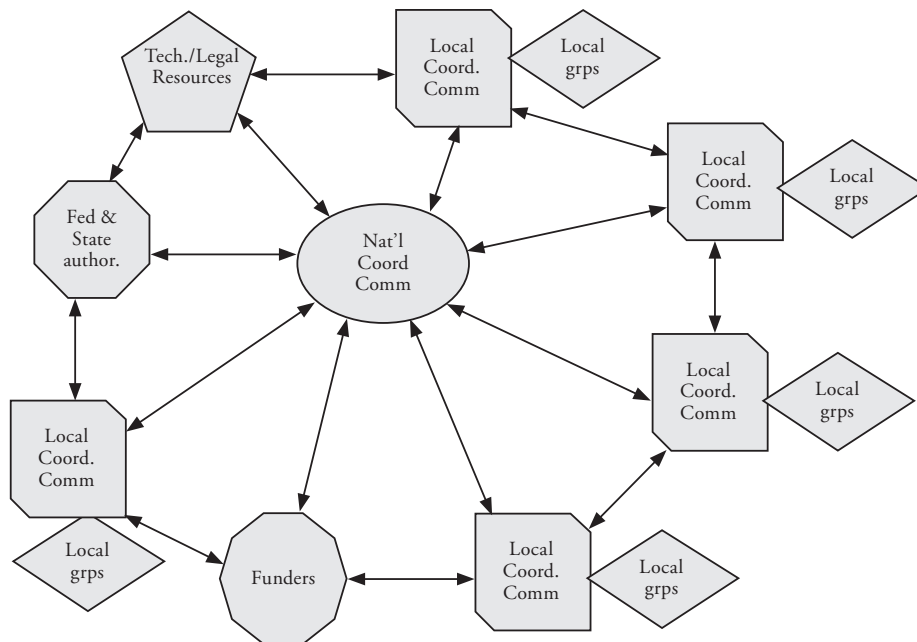 Tech./Legal
Resources
Local
Coord.
Comm
Local
grps
Local
Coord.
Comm
Local
grps
Fed &
State
author.
Nat'l
Coord
Comm
Local
Coord.
Comm
Local
grps
Local
Coord.
Comm
Local
grps
Funders
Local
Coord.
Comm
Local
grps